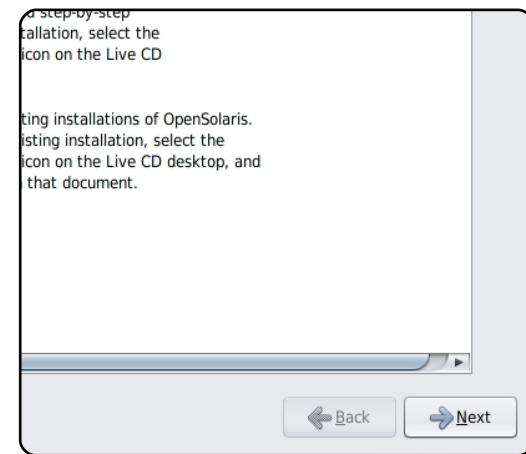 a step-by-step
tallation, select the
icon on the Live CD
ting installations of OpenSolaris.
isting installation, select the
icon on the Live CD desktop, and
that document.
Back
Next